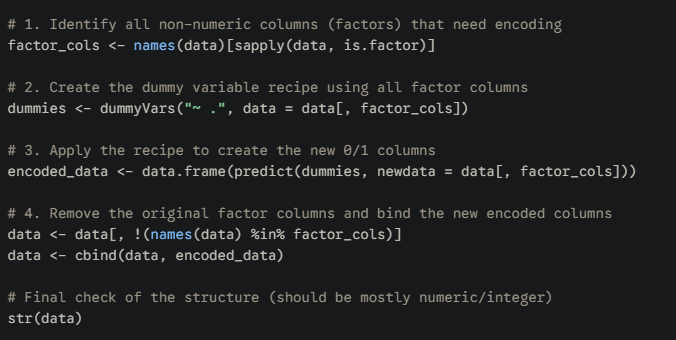 # 1. Identify all non-numeric columns (factors) that need encoding
factor_cols <- names(data)[sapply(data, is.factor)]
# 2. Create the dummy variable recipe using all factor columns
dummies <- dummyVars("~ .", data = data[, factor_cols])
# 3. Apply the recipe to create the new 0/1 columns
encoded_data <- data.frame(predict(dummies, newdata = data[, factor_cols]))
# 4. Remove the original factor columns and bind the new encoded columns
data <- data[, !(names(data) %in% factor_cols)]
data <- cbind(data, encoded_data)
# Final check of the structure (should be mostly numeric/integer)
str(data)